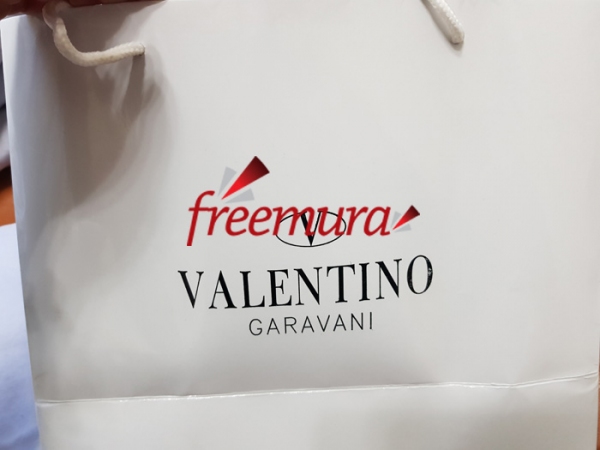 freemura
V
VALENTINO
GARAVANI